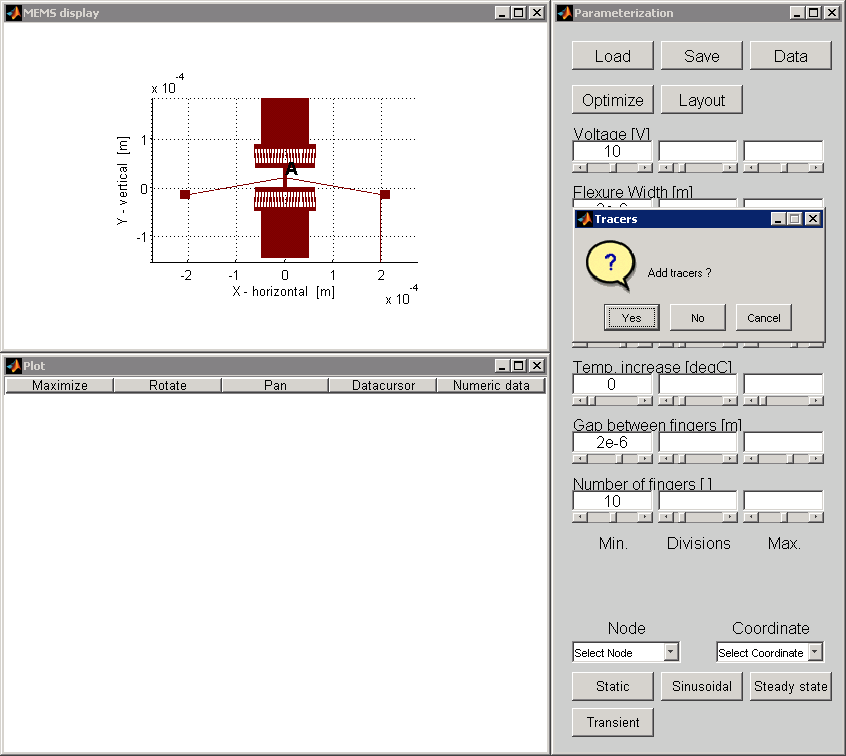 MEMS display
x 10^-4
1
0
-1
Y - vertical [m]
A
-2 -1 0 1 2
X - horizontal [m]
x 10^-4
Plot
Maximize Rotate Pan Datacursor Numeric data
Parameterization
Load Save Data
Optimize Layout
Voltage [V]
10
Flexure Width [m]
2e-6
Tracers
?
Add tracers ?
Yes No Cancel
Temp. increase [degC]
0
Gap between fingers [m]
2e-6
Number of fingers [ ]
10
Min. Divisions Max.
Node Coordinate
Select Node Select Coordinate
Static Sinusoidal Steady state
Transient